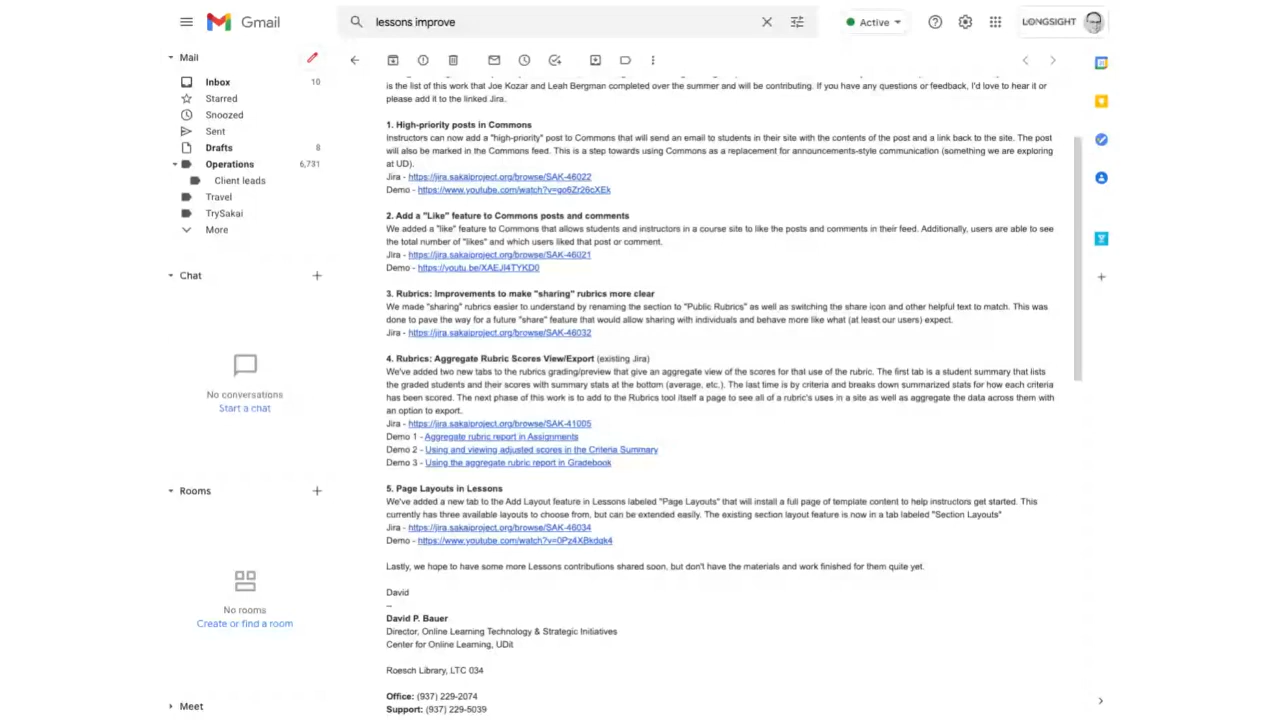 Gmail
lessons improve
Active
LONGSIGHT
Mail
Inbox 10
Starred
Snoozed
Sent
Drafts 8
Operations 6,731
Client leads
Travel
TrySakai
More
Chat
No conversations
Start a chat
Rooms
No rooms
Create or find a room
Meet
is the list of this work that Joe Kozar and Leah Bergman completed over the summer and will be contributing. If you have any questions or feedback, I'd love to hear it or
please add it to the linked Jira.
1. High-priority posts in Commons
Instructors can now add a "high-priority" post to Commons that will send an email to students in their site with the contents of the post and a link back to the site. The post
will also be marked in the Commons feed. This is a step towards using Commons as a replacement for announcements-style communication (something we are exploring
at UD).
Jira - https://jira.sakaiproject.org/browse/SAK-46022
Demo - https://www.youtube.com/watch?v=go6Zr26cXEk
2. Add a "Like" feature to Commons posts and comments
We added a "like" feature to Commons that allows students and instructors in a course site to like the posts and comments in their feed. Additionally, users are able to see
the total number of "likes" and which users liked that post or comment.
Jira - https://jira.sakaiproject.org/browse/SAK-46021
Demo - https://youtu.be/XAEJI4TYKD0
3. Rubrics: Improvements to make "sharing" rubrics more clear
We made "sharing" rubrics easier to understand by renaming the section to "Public Rubrics" as well as switching the share icon and other helpful text to match. This was
done to pave the way for a future "share" feature that would allow sharing with individuals and behave more like what (at least our users) expect.
Jira - https://jira.sakaiproject.org/browse/SAK-46032
4. Rubrics: Aggregate Rubric Scores View/Export (existing Jira)
We've added two new tabs to the rubrics grading/preview that give an aggregate view of the scores for that use of the rubric. The first tab is a student summary that lists
the graded students and their scores with summary stats at the bottom (average, etc.). The last time is by criteria and breaks down summarized stats for how each criteria
has been scored. The next phase of this work is to add to the Rubrics tool itself a page to see all of a rubric's uses in a site as well as aggregate the data across them with
an option to export.
Jira - https://jira.sakaiproject.org/browse/SAK-41005
Demo 1 - Aggregate rubric report in Assignments
Demo 2 - Using and viewing adjusted scores in the Criteria Summary
Demo 3 - Using the aggregate rubric report in Gradebook
5. Page Layouts in Lessons
We've added a new tab to the Add Layout feature in Lessons labeled "Page Layouts" that will install a full page of template content to help instructors get started. This
currently has three available layouts to choose from, but can be extended easily. The existing section layout feature is now in a tab labeled "Section Layouts"
Jira - https://jira.sakaiproject.org/browse/SAK-46034
Demo - https://www.youtube.com/watch?v=0Pz4XBkdqk4
Lastly, we hope to have some more Lessons contributions shared soon, but don't have the materials and work finished for them quite yet.
David
--
David P. Bauer
Director, Online Learning Technology & Strategic Initiatives
Center for Online Learning, UDit
Roesch Library, LTC 034
Office: (937) 229-2074
Support: (937) 229-5039